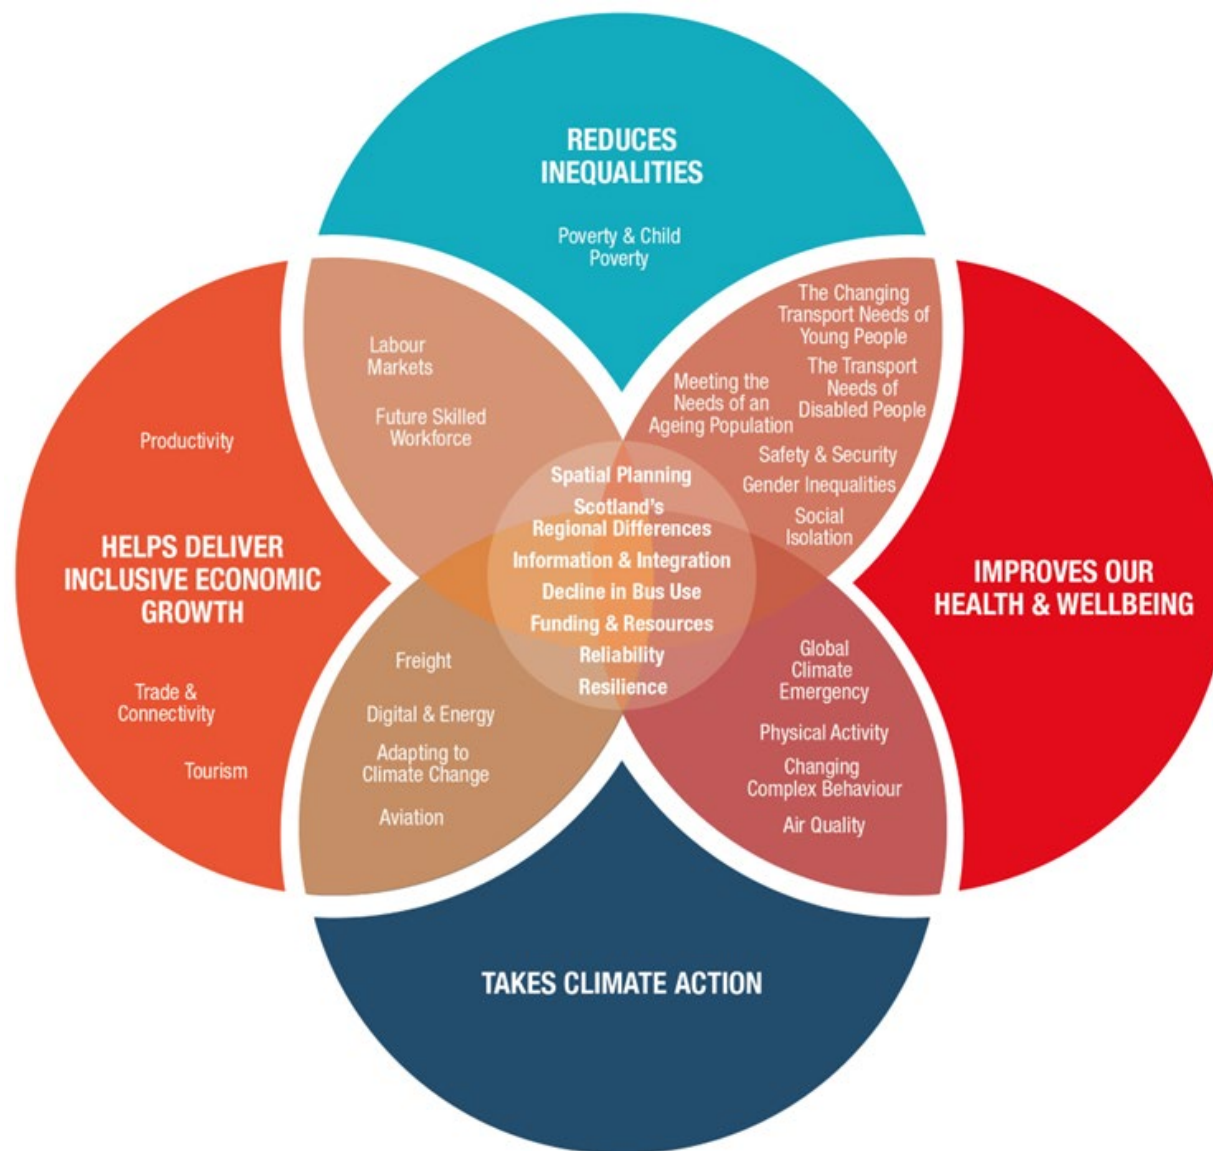 REDUCES
INEQUALITIES
Poverty & Child
Poverty
Labour
Markets
Future Skilled
Workforce
The Changing
Transport Needs of
Young People
The Transport
Needs of
Disabled People
Meeting the
Needs of an
Ageing Population
Safety & Security
Gender Inequalities
Social
Isolation
Productivity
HELPS DELIVER
INCLUSIVE ECONOMIC
GROWTH
Trade &
Connectivity
Tourism
Spatial Planning
Scotland's
Regional Differences
Information & Integration
Decline in Bus Use
Funding & Resources
Reliability
Resilience
IMPROVES OUR
HEALTH & WELLBEING
Freight
Digital & Energy
Adapting to
Climate Change
Aviation
Global
Climate
Emergency
Physical Activity
Changing
Complex Behaviour
Air Quality
TAKES CLIMATE ACTION